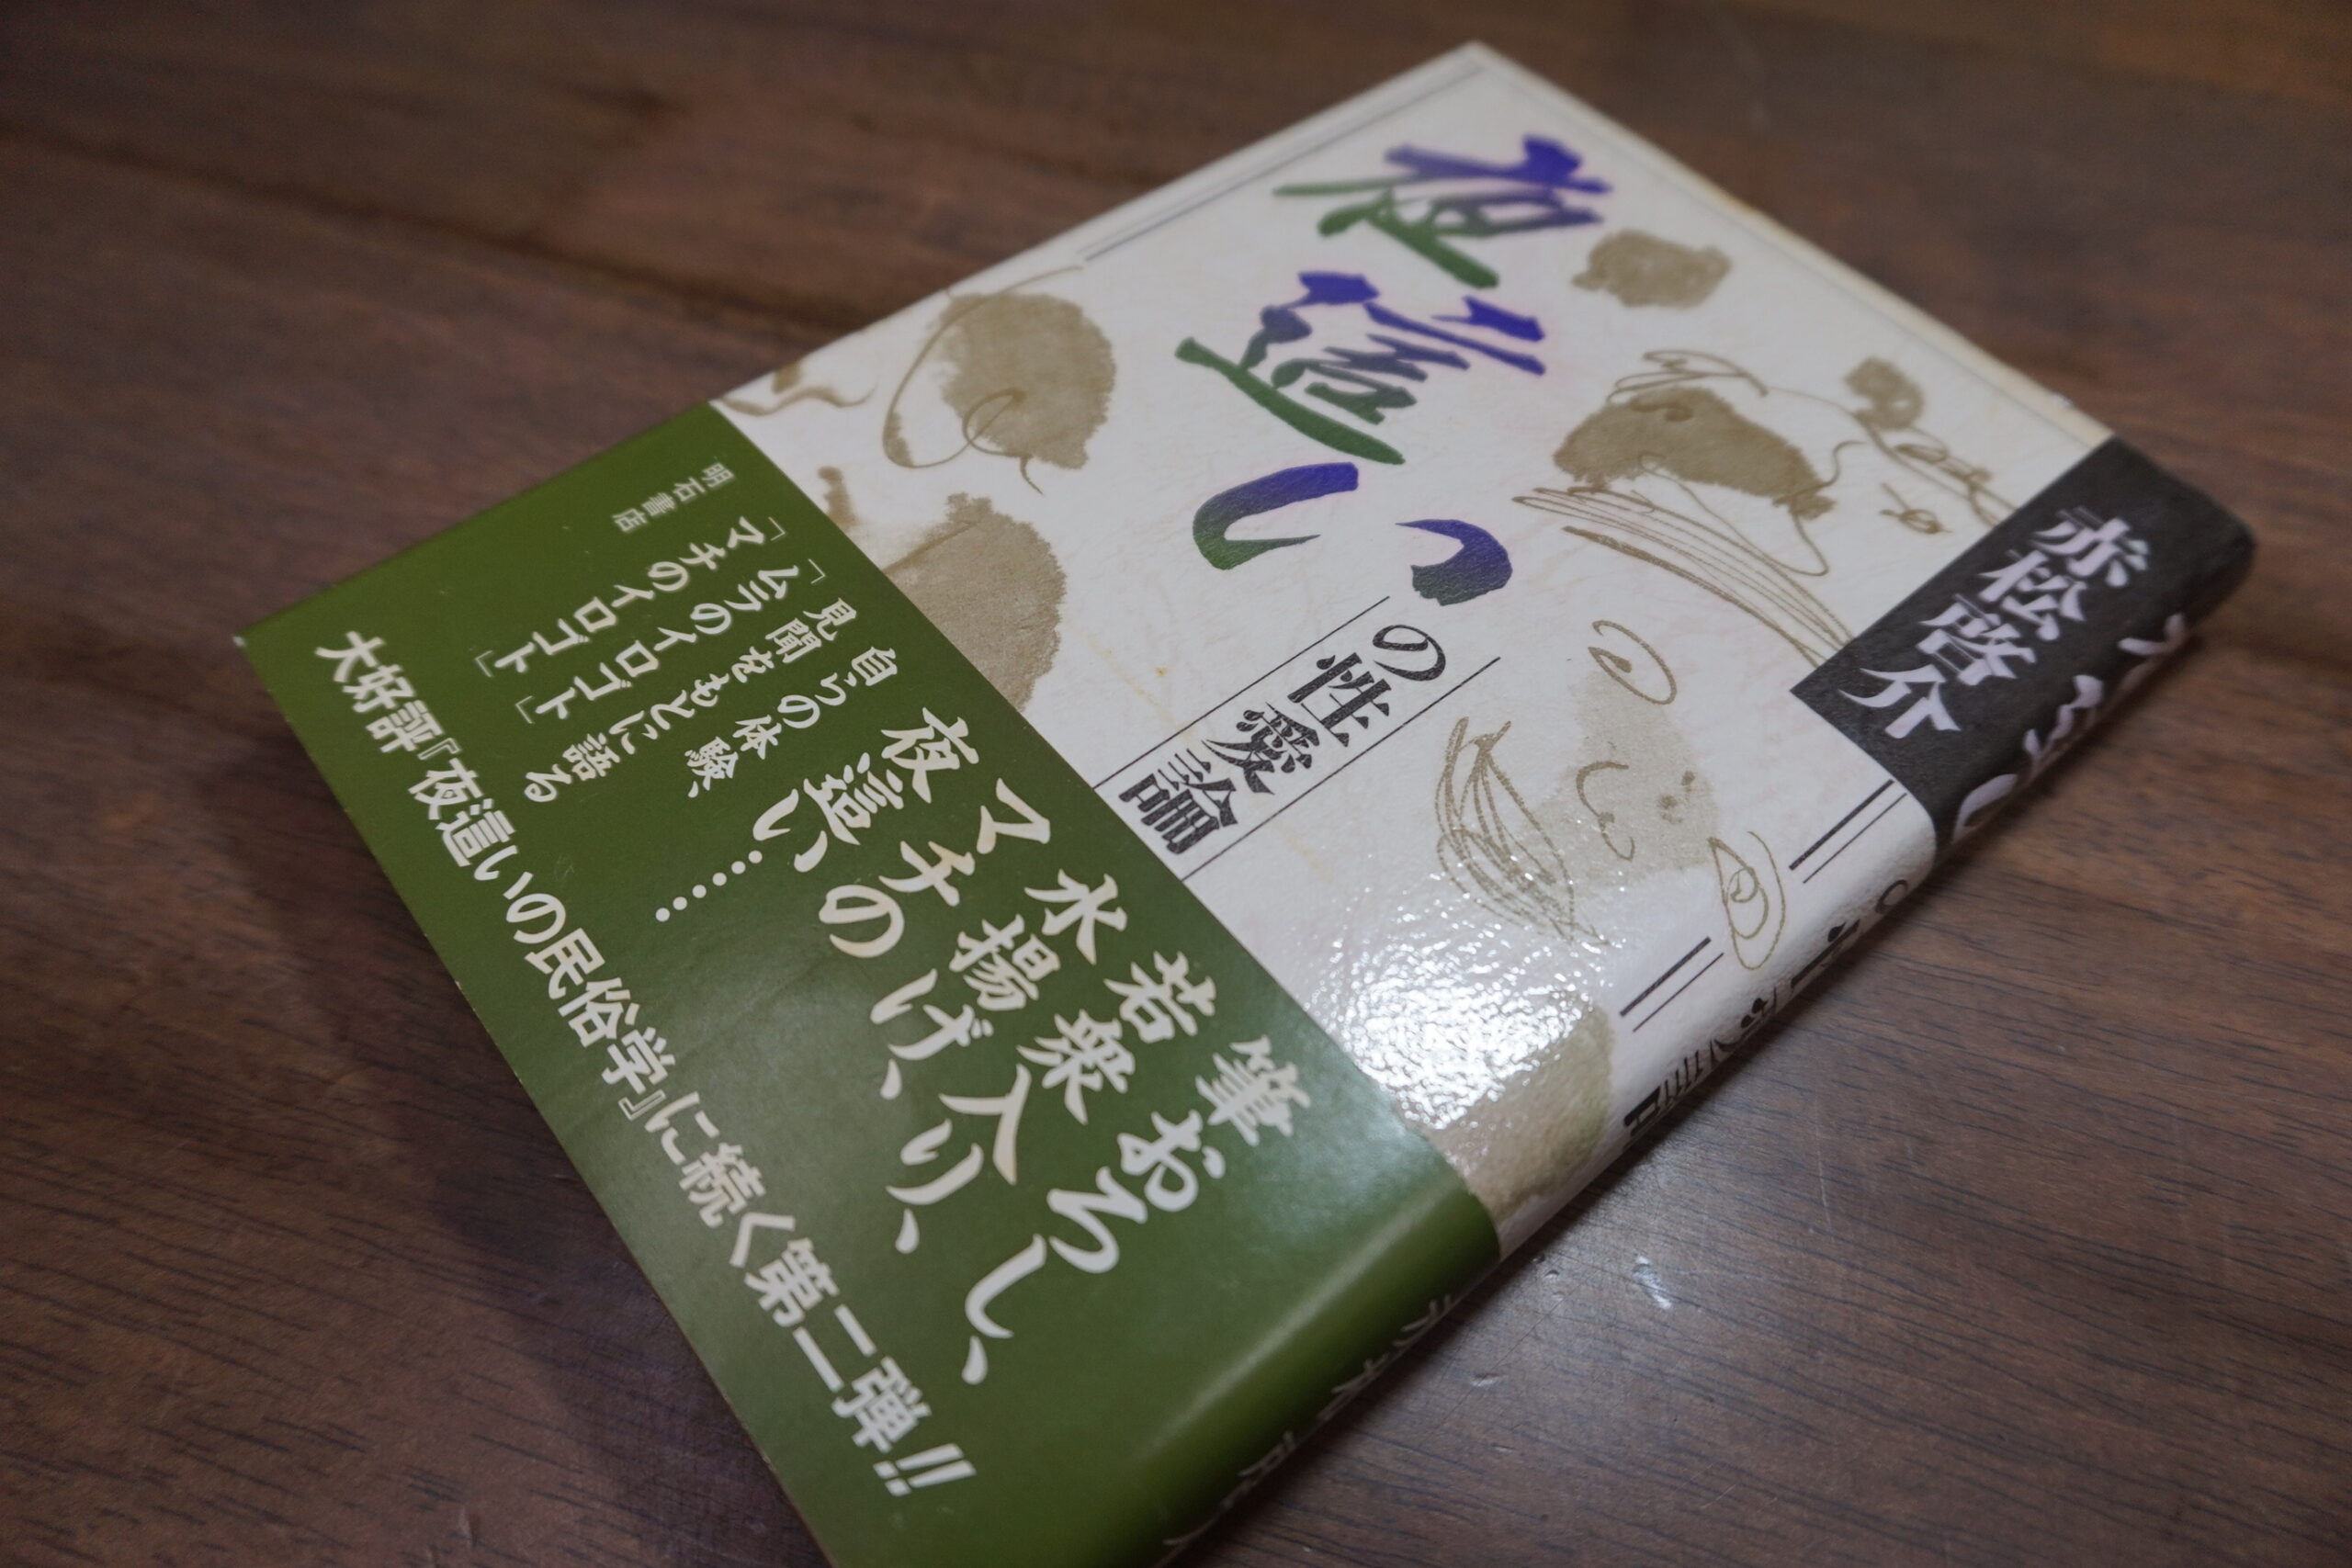 夜這い
の性愛論
赤松啓介
筆おろし、
若衆入り、
水揚げ、
マチの
夜這い……
自らの体験、
見聞をもとに語る
「ムラのイロゴト」
「マチのイロゴト」
明石書店
大好評『夜這いの民俗学』に続く第二弾!!